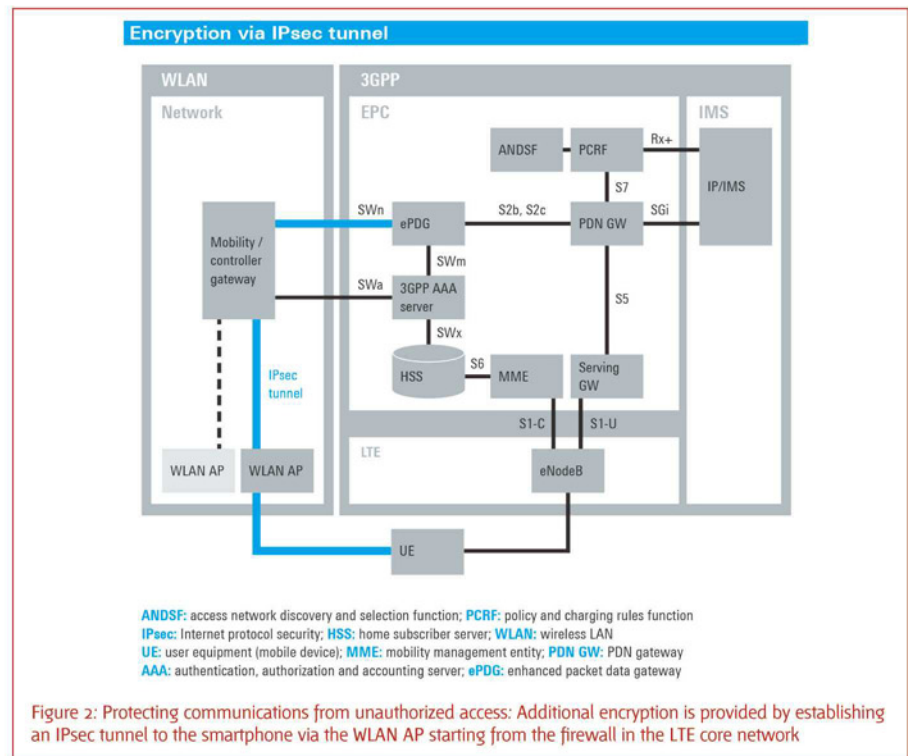 Encryption via IPsec tunnel
WLAN
3GPP
Network
EPC
IMS
ANDSF
PCRF
Rx+
IP/IMS
S7
SWn
ePDG
S2b, S2c
PDN GW
SGi
Mobility /
controller
gateway
SWm
SWa
3GPP AAA
server
S5
SWx
HSS
S6
MME
Serving
GW
IPsec
tunnel
S1-C
S1-U
LTE
WLAN AP
WLAN AP
eNodeB
UE
ANDSF: access network discovery and selection function; PCRF: policy and charging rules function
IPsec: Internet protocol security; HSS: home subscriber server; WLAN: wireless LAN
UE: user equipment (mobile device); MME: mobility management entity; PDN GW: PDN gateway
AAA: authentication, authorization and accounting server; ePDG: enhanced packet data gateway
Figure 2: Protecting communications from unauthorized access: Additional encryption is provided by establishing
an IPsec tunnel to the smartphone via the WLAN AP starting from the firewall in the LTE core network